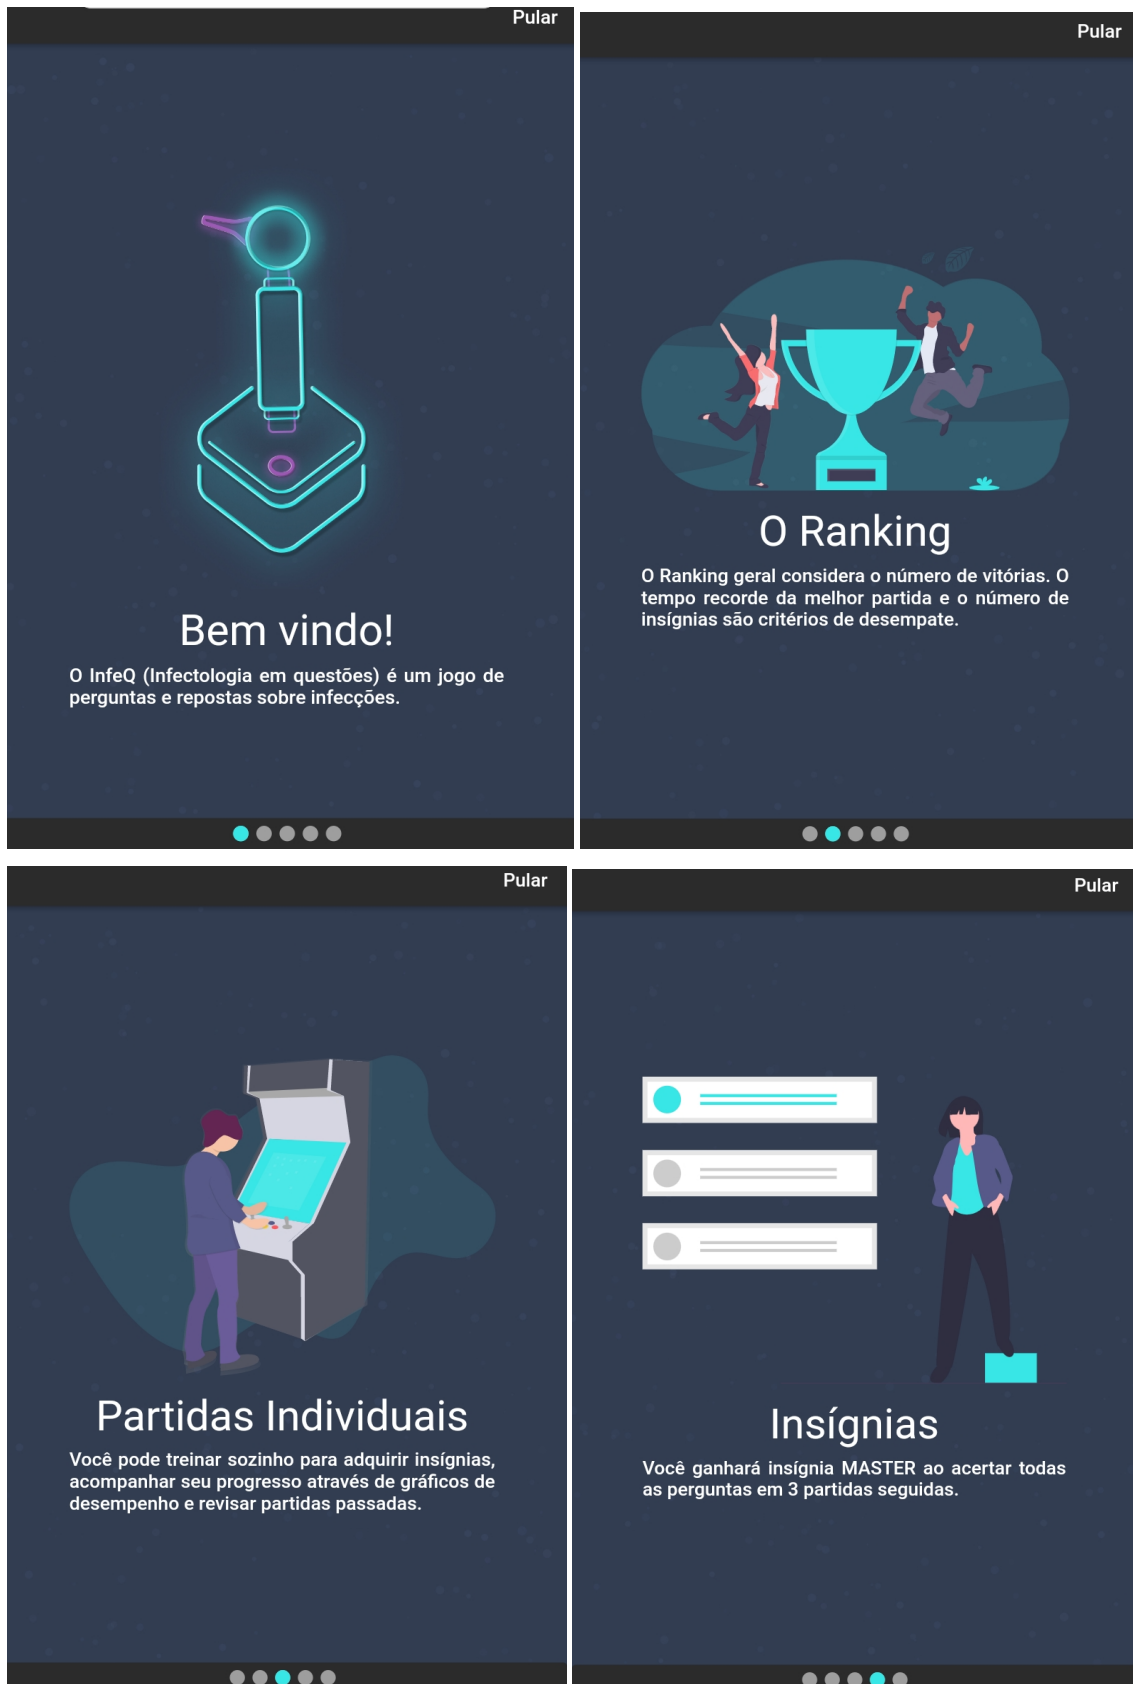 Pular
Bem vindo!
O InfeQ (Infectologia em questões) é um jogo de
perguntas e repostas sobre infecções.
Pular
O Ranking
O Ranking geral considera o número de vitórias. O
tempo recorde da melhor partida e o número de
insígnias são critérios de desempate.
Pular
Partidas Individuais
Você pode treinar sozinho para adquirir insígnias,
acompanhar seu progresso através de gráficos de
desempenho e revisar partidas passadas.
Pular
Insígnias
Você ganhará insígnia MASTER ao acertar todas
as perguntas em 3 partidas seguidas.